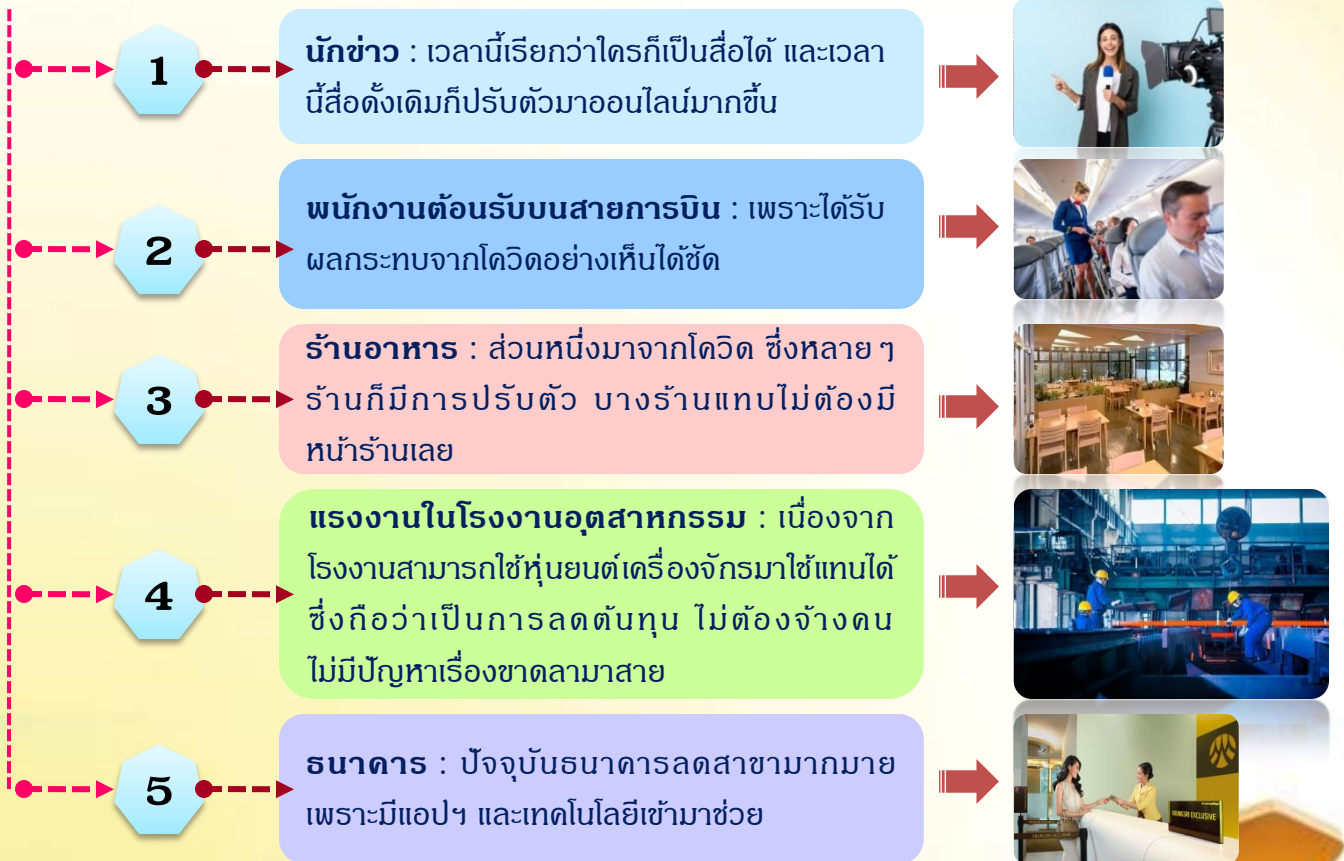 1
นักข่าว : เวลานี้เรียกว่าใครก็เป็นสื่อได้ และเวลา
นี้สื่อดั้งเดิมก็ปรับตัวมาออนไลน์มากขึ้น
2
พนักงานต้อนรับบนสายการบิน : เพราะได้รับ
ผลกระทบจากโควิดอย่างเห็นได้ชัด
3
ร้านอาหาร : ส่วนหนึ่งมาจากโควิด ซึ่งหลาย ๆ
ร้านก็มีการปรับตัว บางร้านแทบไม่ต้องมี
หน้าร้านเลย
4
แรงงานในโรงงานอุตสาหกรรม : เนื่องจาก
โรงงานสามารถใช้หุ่นยนต์เครื่องจักรมาใช้แทนได้
ซึ่งถือว่าเป็นการลดต้นทุน ไม่ต้องจ้างคน
ไม่มีปัญหาเรื่องขาดลามาสาย
5
ธนาคาร : ปัจจุบันธนาคารลดสาขามากมาย
เพราะมีแอปฯ และเทคโนโลยีเข้ามาช่วย
KRUNGSRI EXCLUSIVE